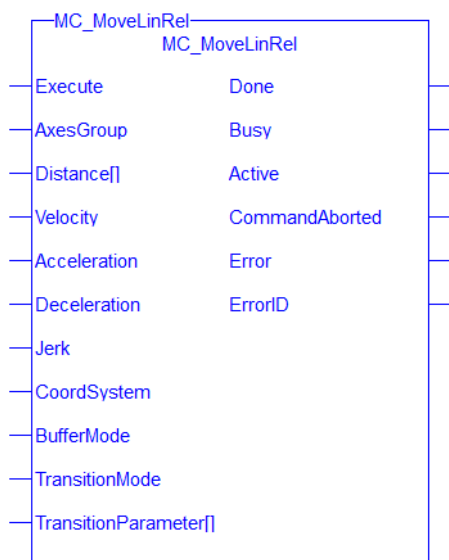 MC_MoveLinRel
MC_MoveLinRel
Execute Done
AxesGroup Busy
Distance[] Active
Velocity CommandAborted
Acceleration Error
Deceleration ErrorID
Jerk
CoordSystem
BufferMode
TransitionMode
TransitionParameter[]